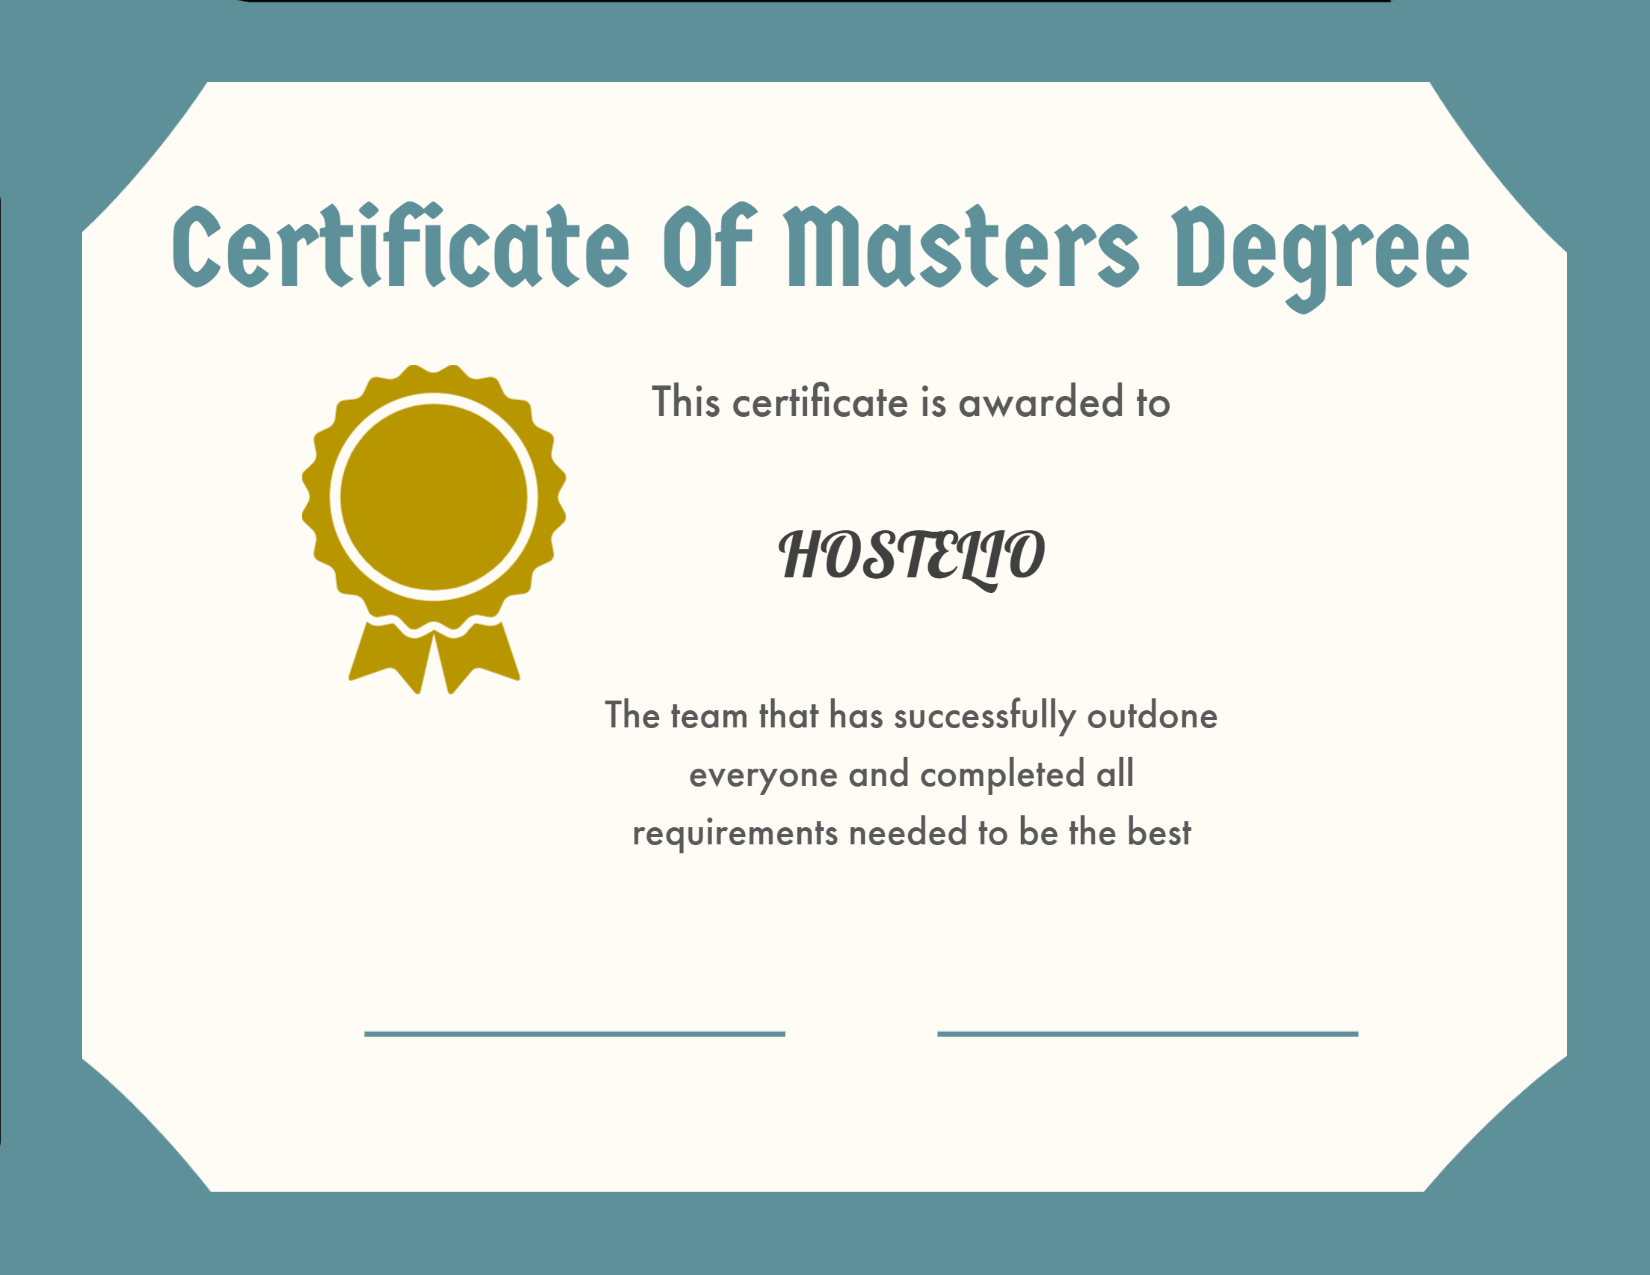 Certificate Of Masters Degree
This certificate is awarded to
HOSTELIO
The team that has successfully outdone
everyone and completed all
requirements needed to be the best